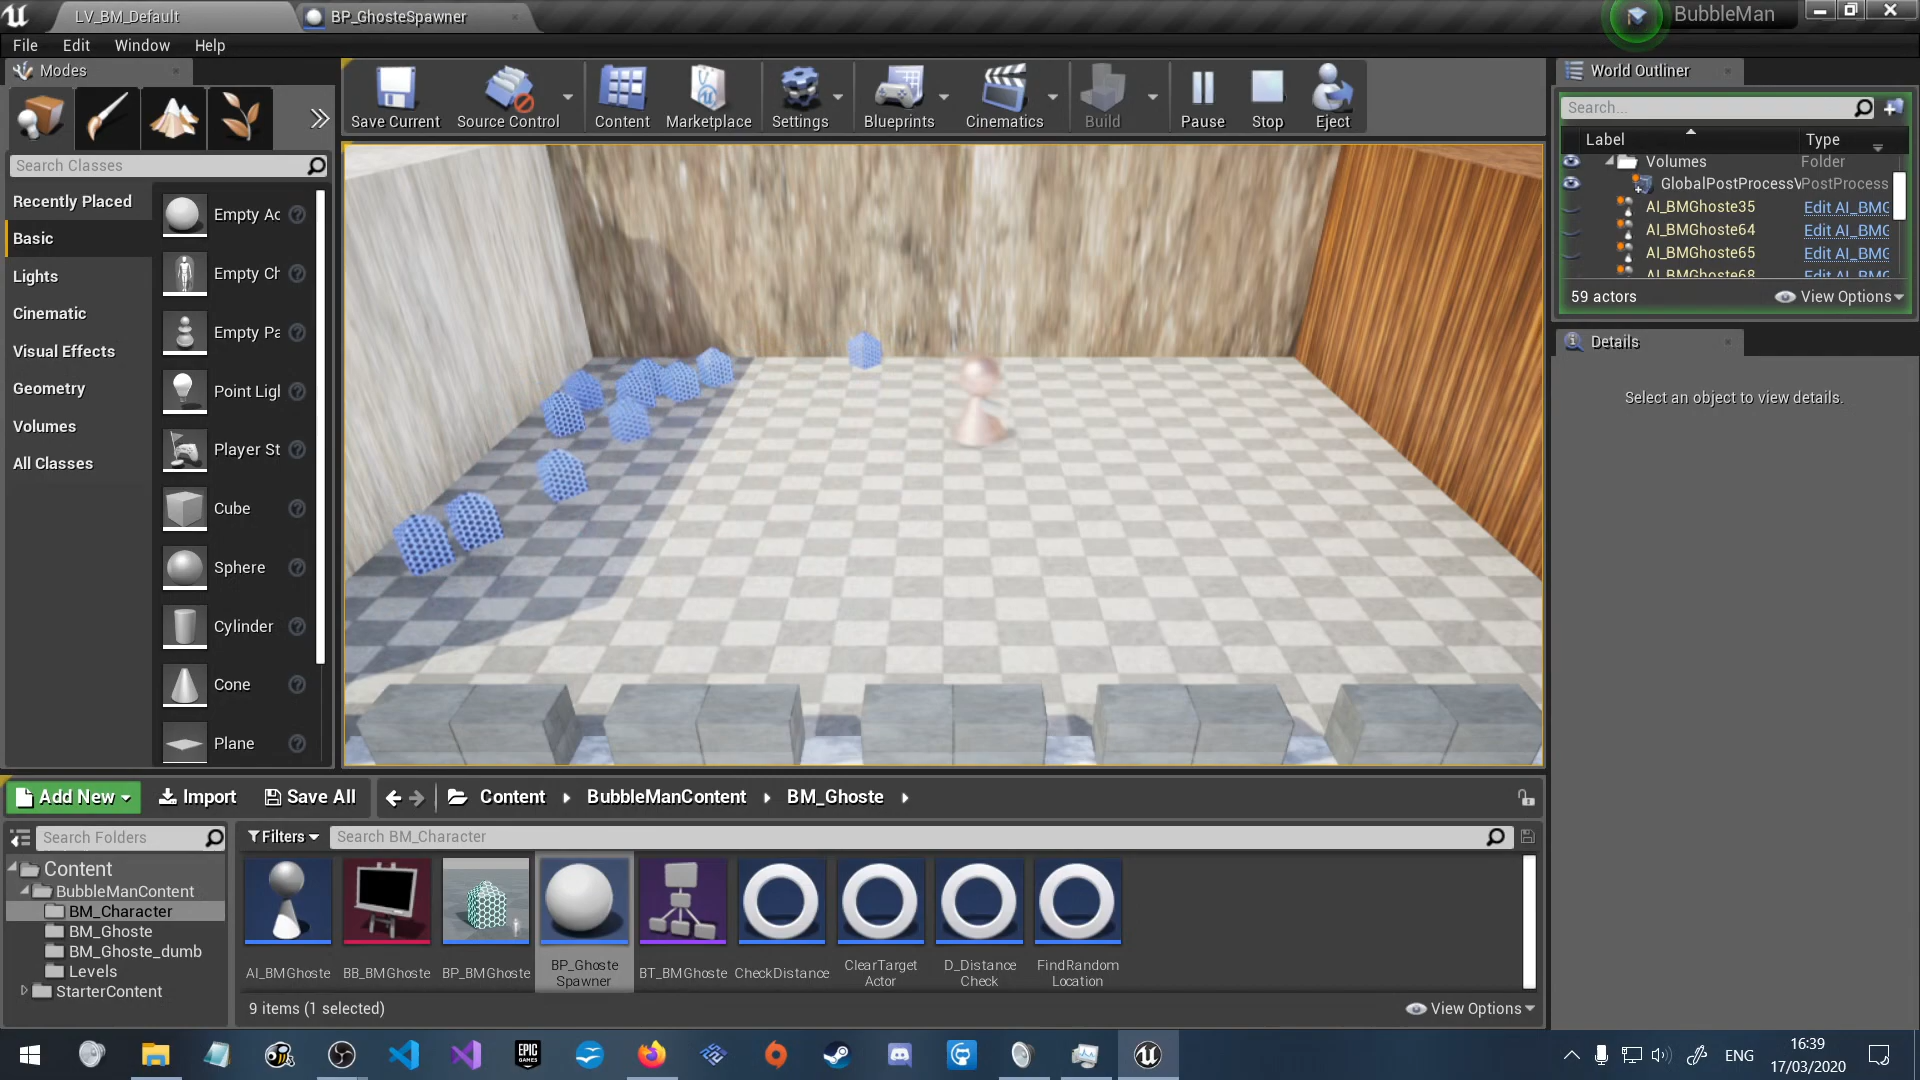 LV_BM_Default
BP_GhosteSpawner
BubbleMan
File Edit Window Help
Modes
Search Classes
Recently Placed
Basic
Lights
Cinematic
Visual Effects
Geometry
Volumes
All Classes
Empty Ac
Empty Ch
Empty Pa
Point Ligl
Player St
Cube
Sphere
Cylinder
Cone
Plane
Save Current
Source Control
Content
Marketplace
Settings
Blueprints
Cinematics
Build
Pause
Stop
Eject
World Outliner
Search...
Label Type
Volumes Folder
GlobalPostProcessV PostProcess
AI_BMGhoste35 Edit AI_BMG
AI_BMGhoste64 Edit AI_BMG
AI_BMGhoste65 Edit AI_BMG
AI_BMGhoste68 Edit AI_BMG
59 actors View Options
Details
Select an object to view details.
Add New Import Save All Content BubbleManContent BM_Ghoste
Search Folders
Content
BubbleManContent
BM_Character
BM_Ghoste
BM_Ghoste_dumb
Levels
StarterContent
Filters Search BM_Character
AI_BMGhoste
BB_BMGhoste
BP_BMGhoste
BP_Ghoste
Spawner
BT_BMGhoste
CheckDistance
ClearTarget
Actor
D_Distance
Check
FindRandom
Location
9 items (1 selected) View Options
EPIC
GAMES
ENG
16:39
17/03/2020